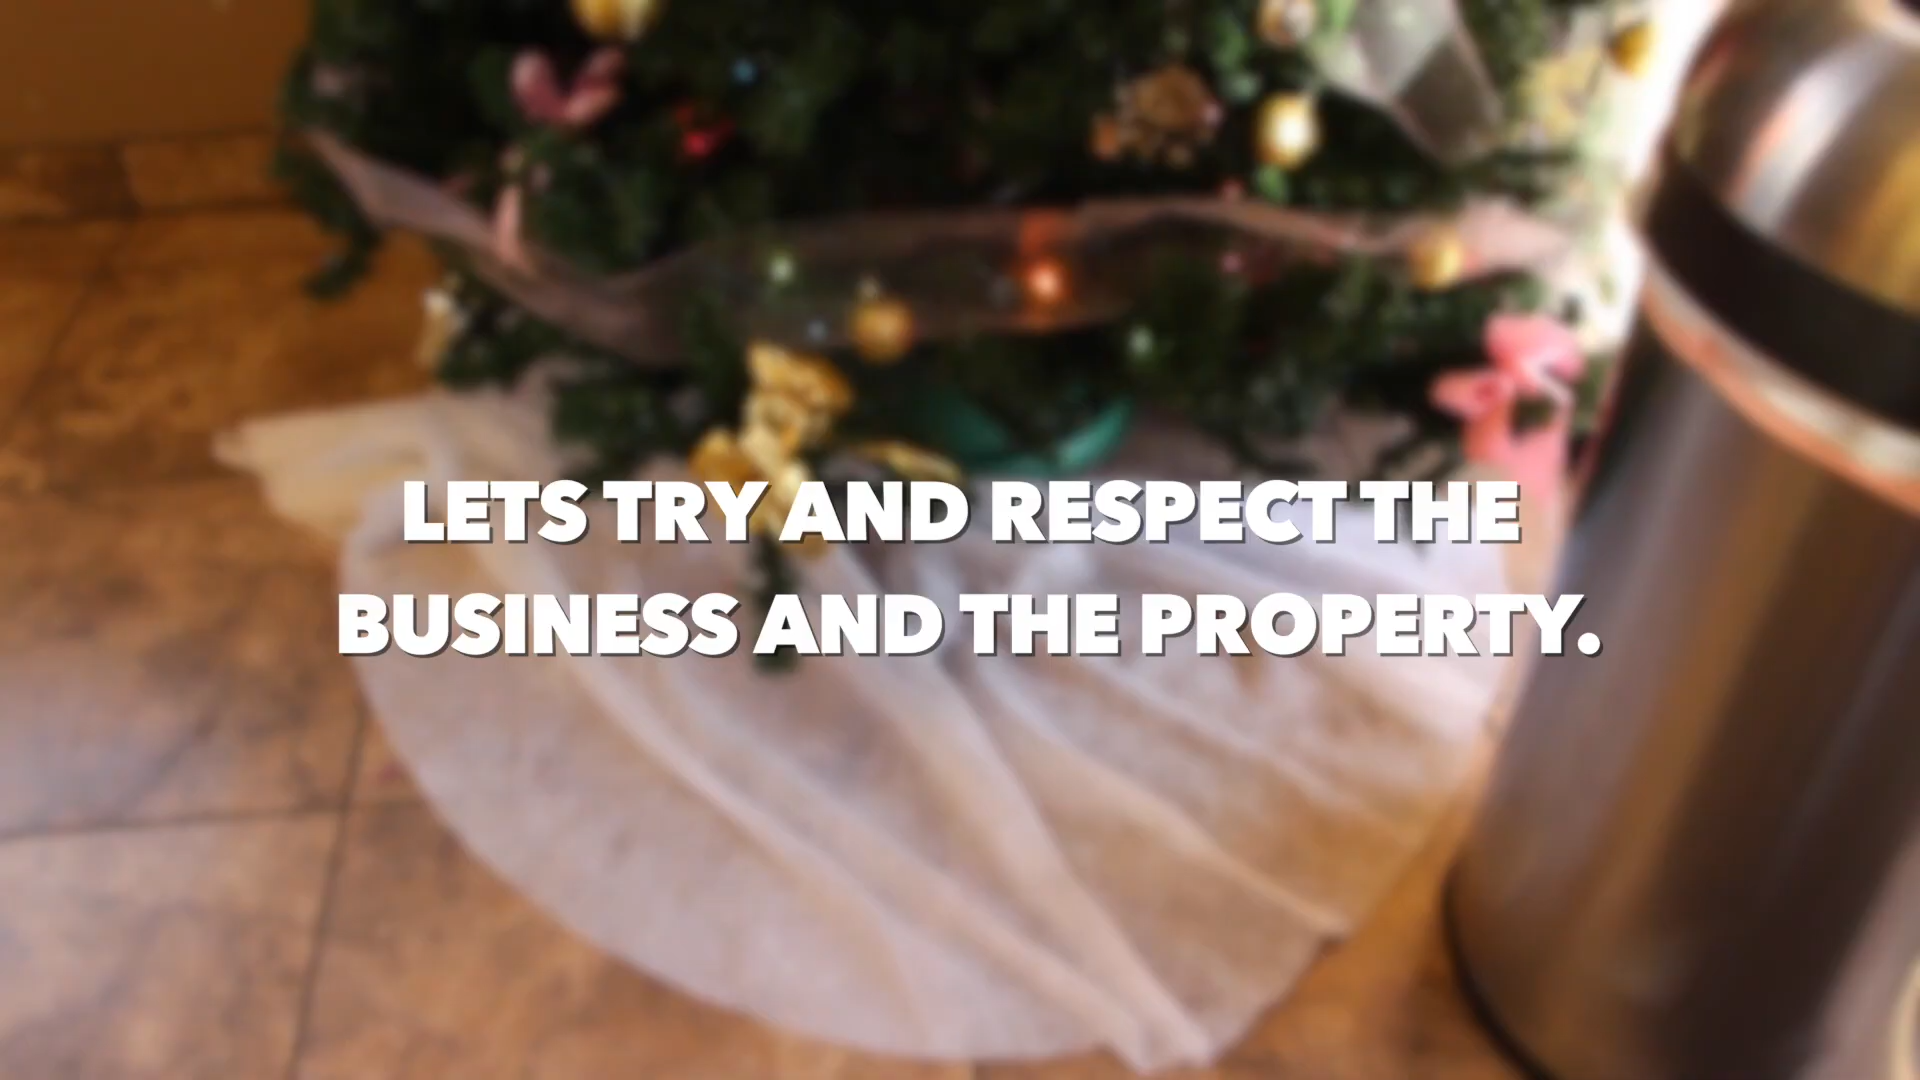 LETS TRY AND RESPECT THE
BUSINESS AND THE PROPERTY.